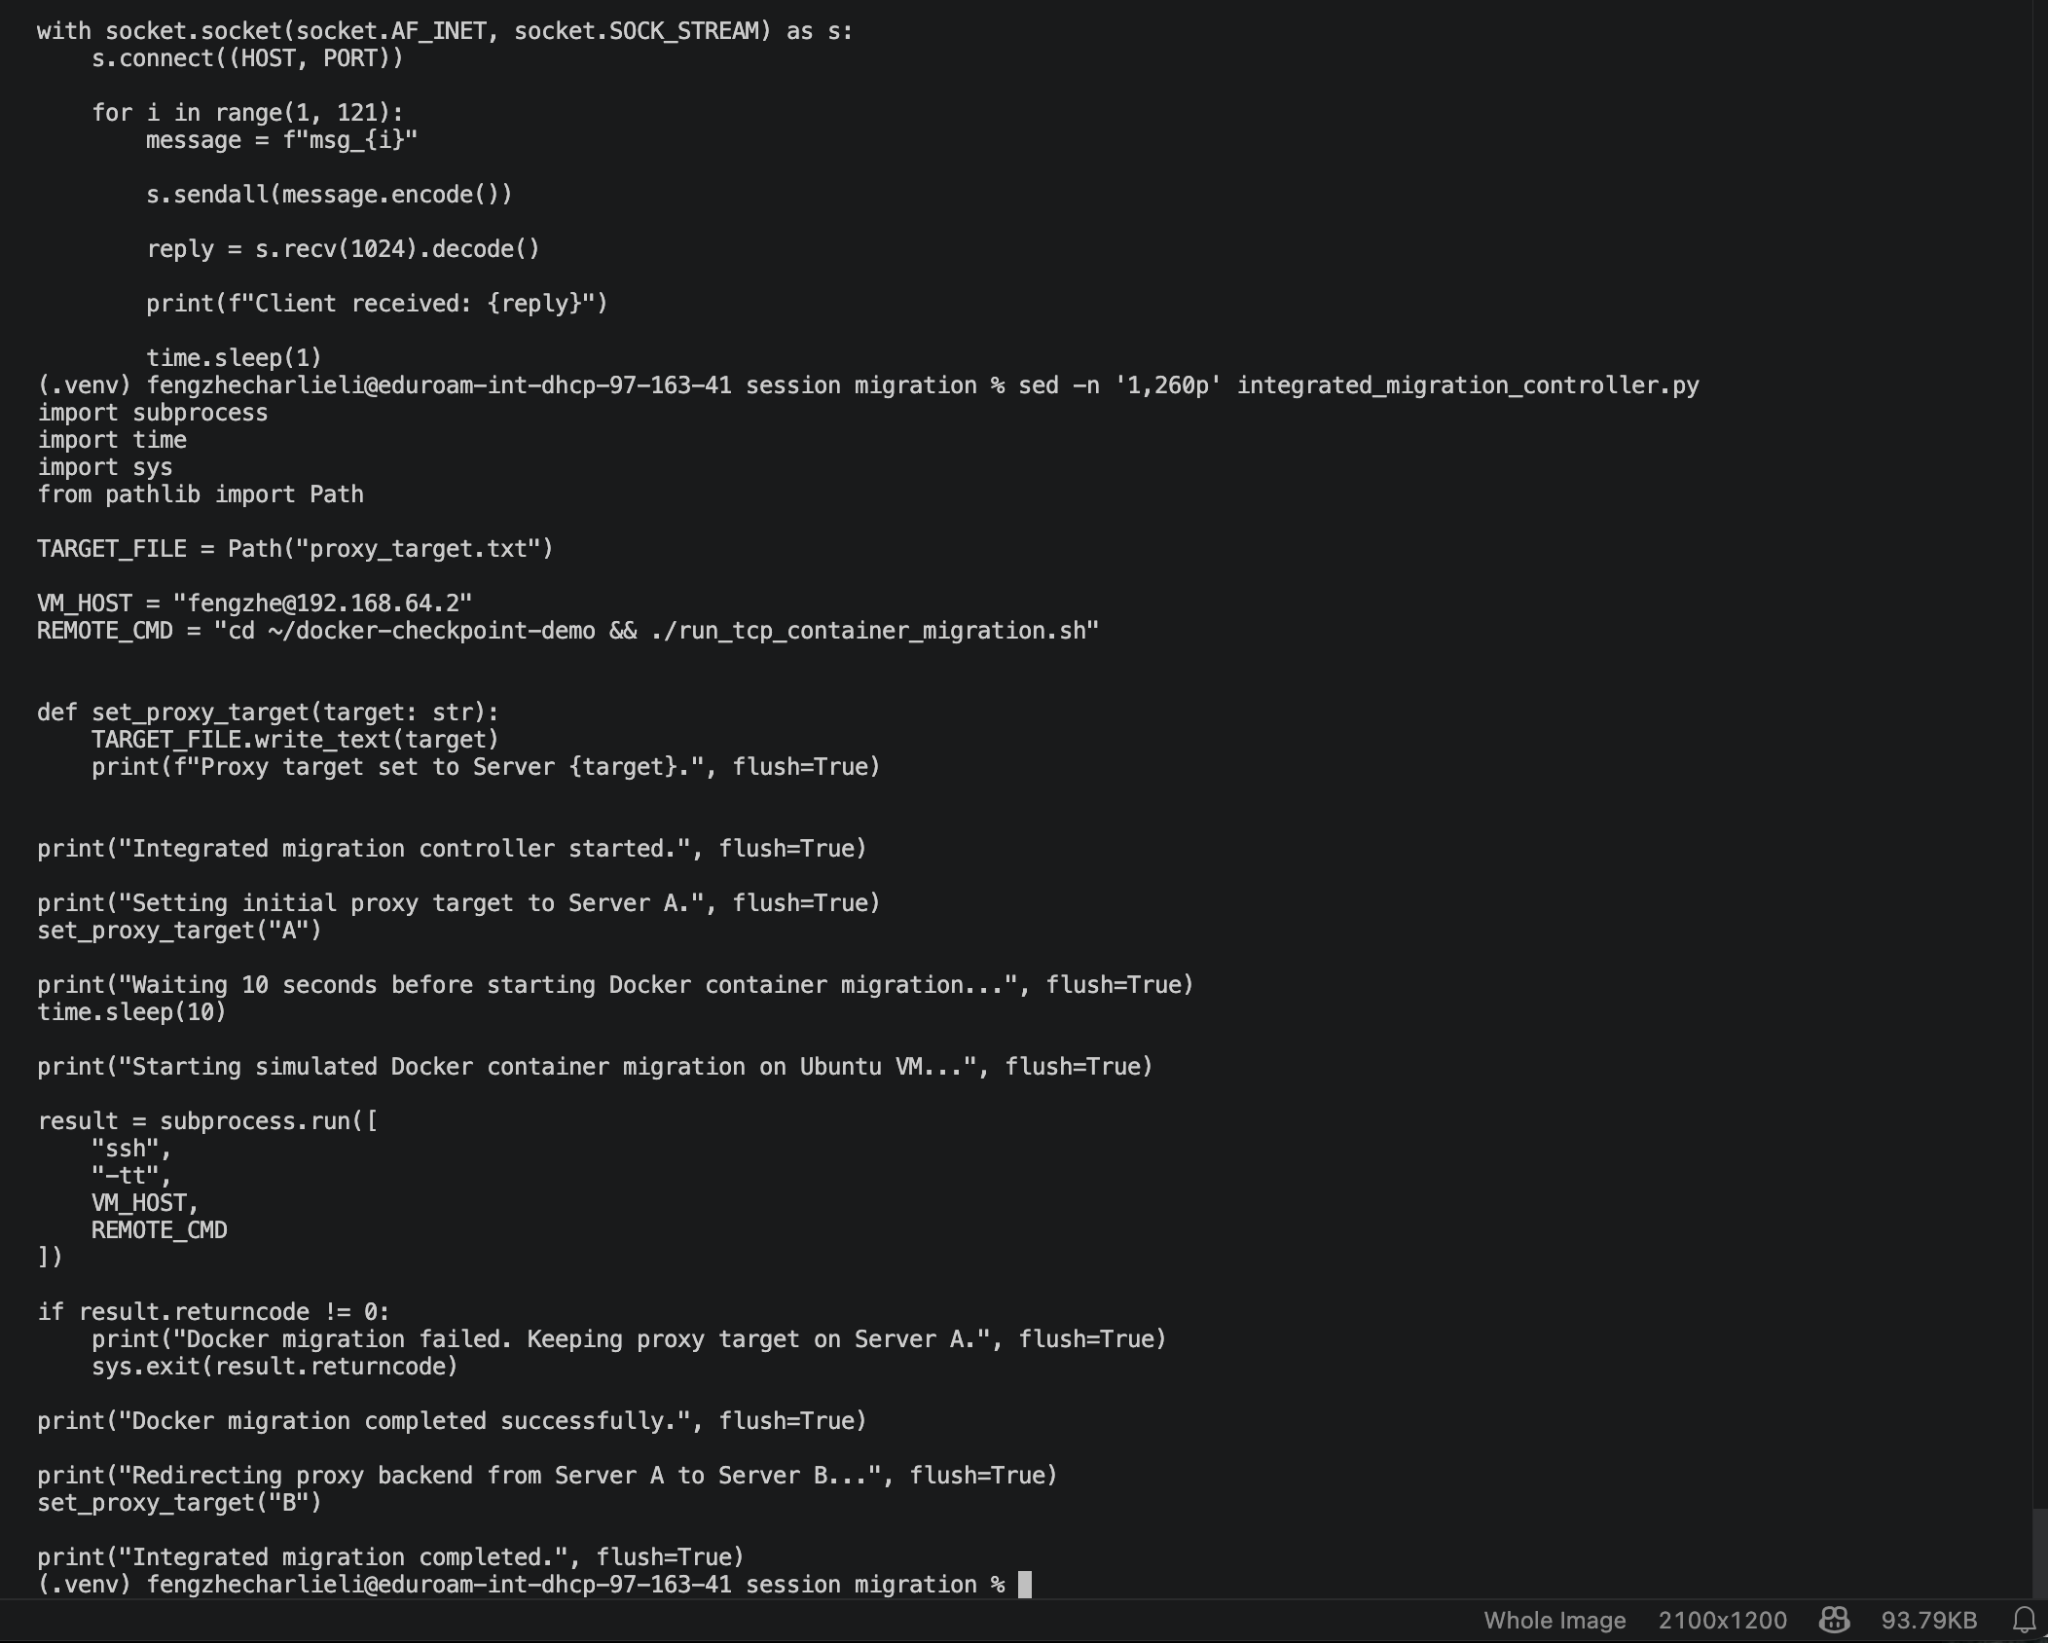 with socket.socket(socket.AF_INET, socket.SOCK_STREAM) as s:
    s.connect((HOST, PORT))

    for i in range(1, 121):
        message = f"msg_{i}"

        s.sendall(message.encode())

        reply = s.recv(1024).decode()

        print(f"Client received: {reply}")

        time.sleep(1)
(.venv) fengzhecharlieli@eduroam-int-dhcp-97-163-41 session migration % sed -n '1,260p' integrated_migration_controller.py
import subprocess
import time
import sys
from pathlib import Path

TARGET_FILE = Path("proxy_target.txt")

VM_HOST = "fengzhe@192.168.64.2"
REMOTE_CMD = "cd ~/docker-checkpoint-demo && ./run_tcp_container_migration.sh"


def set_proxy_target(target: str):
    TARGET_FILE.write_text(target)
    print(f"Proxy target set to Server {target}.", flush=True)


print("Integrated migration controller started.", flush=True)

print("Setting initial proxy target to Server A.", flush=True)
set_proxy_target("A")

print("Waiting 10 seconds before starting Docker container migration...", flush=True)
time.sleep(10)

print("Starting simulated Docker container migration on Ubuntu VM...", flush=True)

result = subprocess.run([
    "ssh",
    "-tt",
    VM_HOST,
    REMOTE_CMD
])

if result.returncode != 0:
    print("Docker migration failed. Keeping proxy target on Server A.", flush=True)
    sys.exit(result.returncode)

print("Docker migration completed successfully.", flush=True)

print("Redirecting proxy backend from Server A to Server B...", flush=True)
set_proxy_target("B")

print("Integrated migration completed.", flush=True)
(.venv) fengzhecharlieli@eduroam-int-dhcp-97-163-41 session migration %
Whole Image 2100x1200 93.79KB